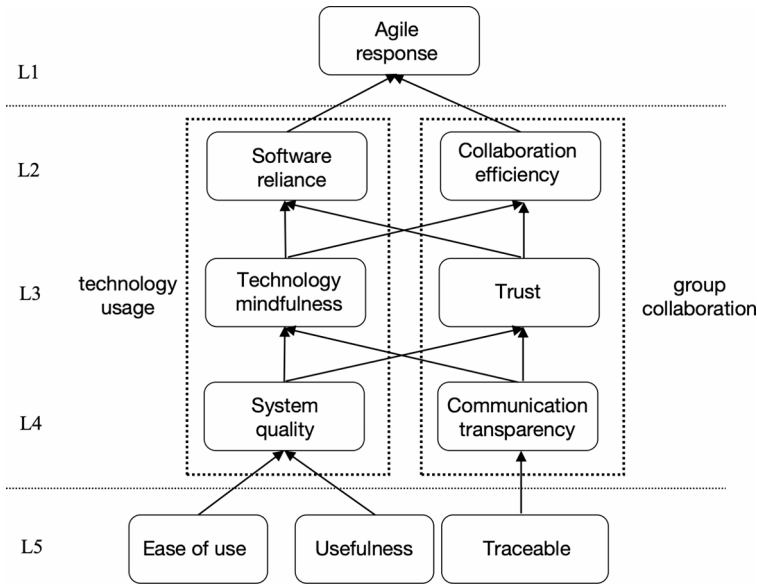 Agile
response
L1
L2
Software
reliance
Collaboration
efficiency
technology
usage
L3
Technology
mindfulness
Trust
group
collaboration
L4
System
quality
Communication
transparency
L5
Ease of use
Usefulness
Traceable